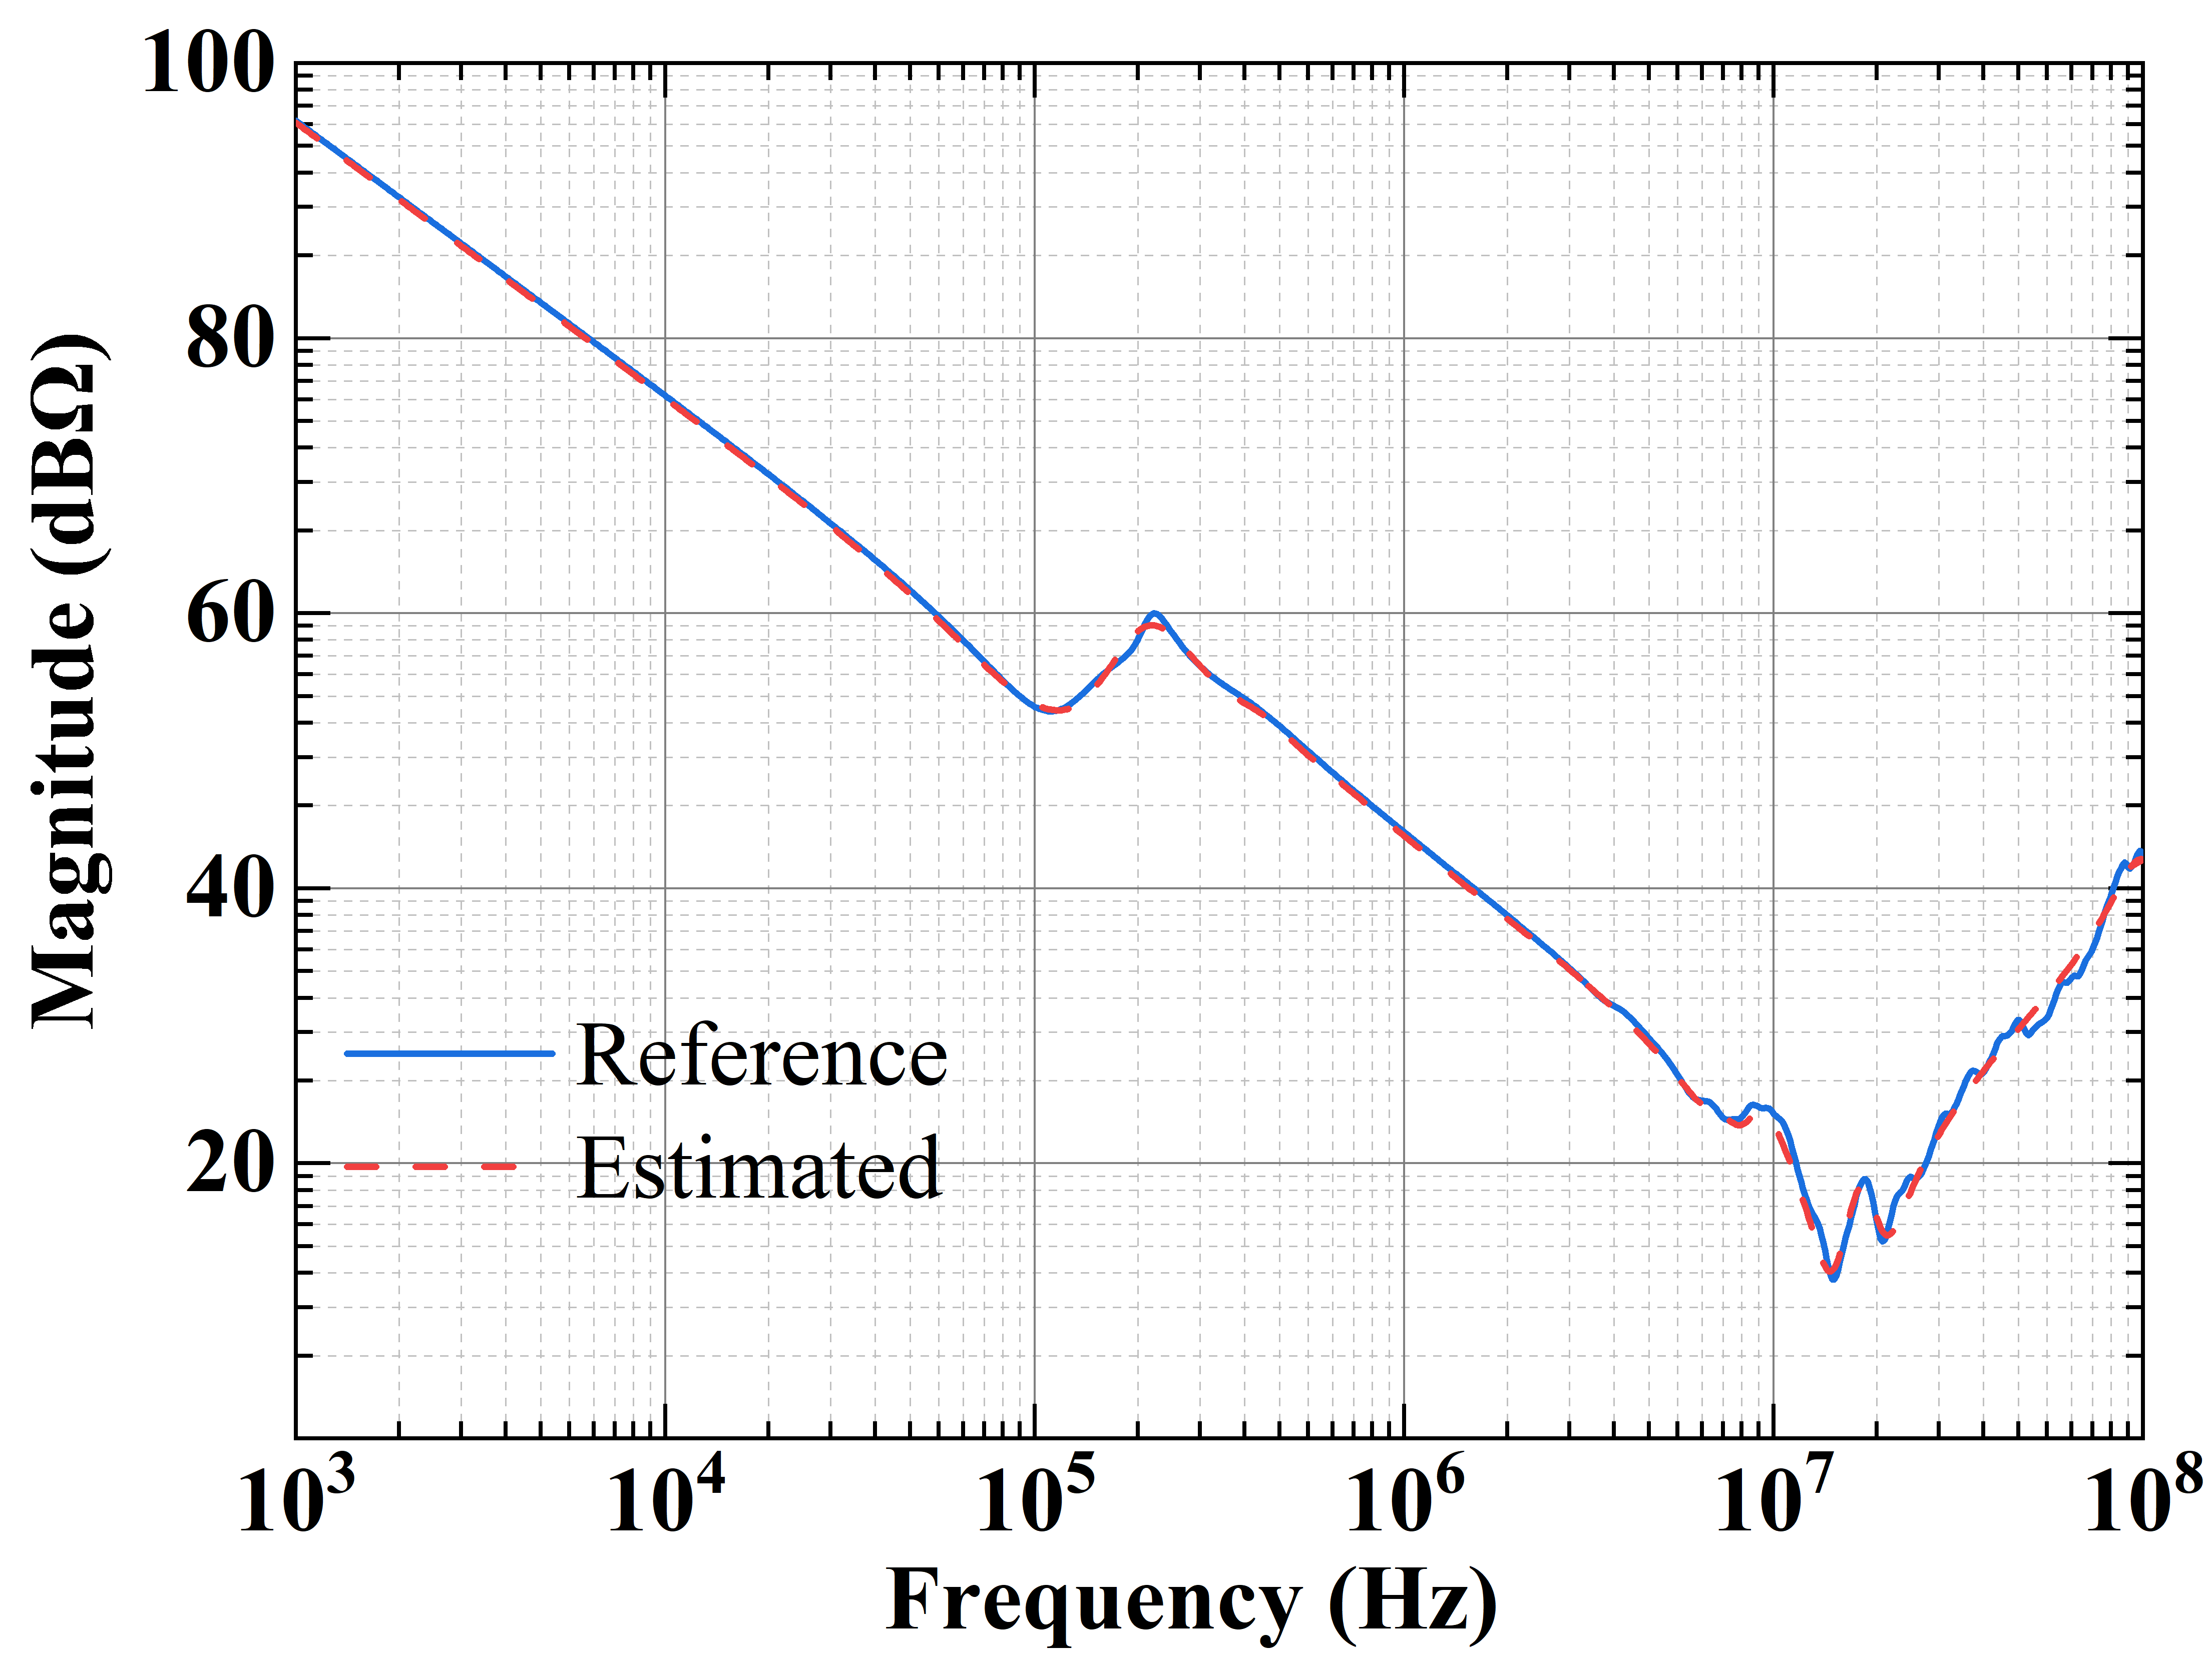 Magnitude (dBΩ)
100
80
60
40
20
Reference
Estimated
10³
10⁴
10⁵
10⁶
10⁷
10⁸
Frequency (Hz)